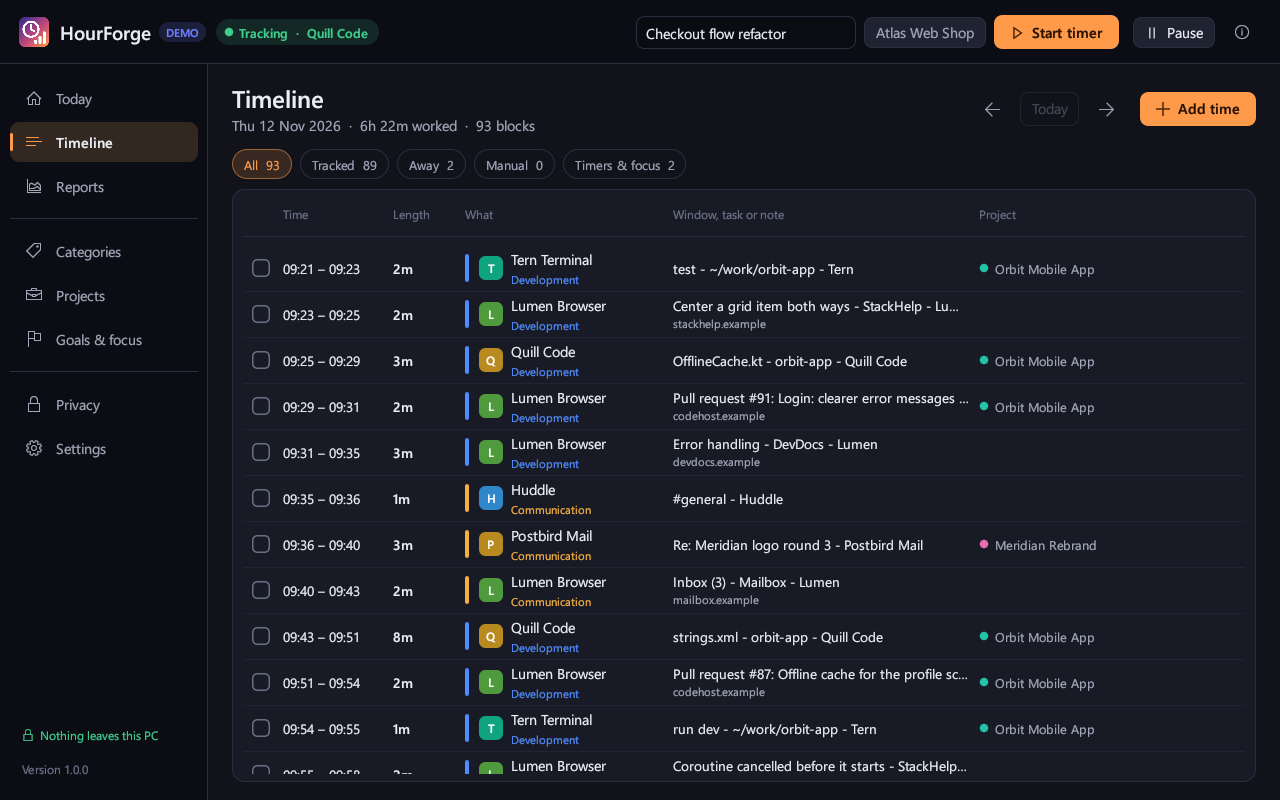 HourForge DEMO Tracking · Quill Code Checkout flow refactor Atlas Web Shop Start timer Pause
Today
Timeline
Reports
Categories
Projects
Goals & focus
Privacy
Settings
Nothing leaves this PC
Version 1.0.0
Timeline
Thu 12 Nov 2026 · 6h 22m worked · 93 blocks
Today
Add time
All 93 Tracked 89 Away 2 Manual 0 Timers & focus 2
Time Length What Window, task or note Project
09:21 – 09:23 2m T Tern Terminal test - ~/work/orbit-app - Tern Orbit Mobile App
Development
09:23 – 09:25 2m L Lumen Browser Center a grid item both ways - StackHelp - Lu...
Development stackhelp.example
09:25 – 09:29 3m Q Quill Code OfflineCache.kt - orbit-app - Quill Code Orbit Mobile App
Development
09:29 – 09:31 2m L Lumen Browser Pull request #91: Login: clearer error messages ... Orbit Mobile App
Development codehost.example
09:31 – 09:35 3m L Lumen Browser Error handling - DevDocs - Lumen
Development devdocs.example
09:35 – 09:36 1m H Huddle #general - Huddle
Communication
09:36 – 09:40 3m P Postbird Mail Re: Meridian logo round 3 - Postbird Mail Meridian Rebrand
Communication
09:40 – 09:43 2m L Lumen Browser Inbox (3) - Mailbox - Lumen
Communication mailbox.example
09:43 – 09:51 8m Q Quill Code strings.xml - orbit-app - Quill Code Orbit Mobile App
Development
09:51 – 09:54 2m L Lumen Browser Pull request #87: Offline cache for the profile sc... Orbit Mobile App
Development codehost.example
09:54 – 09:55 1m T Tern Terminal run dev - ~/work/orbit-app - Tern Orbit Mobile App
Development
Lumen Browser Coroutine cancelled before it starts - StackHelp...